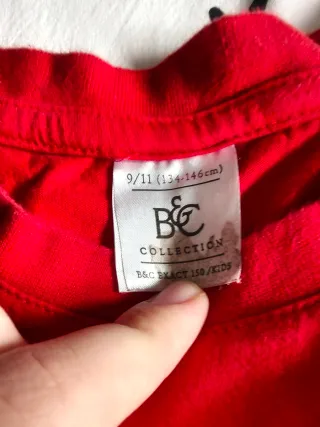 9/11 (134-146cm)
B&C
COLLECTION
B&C EXACT 150/KIDS